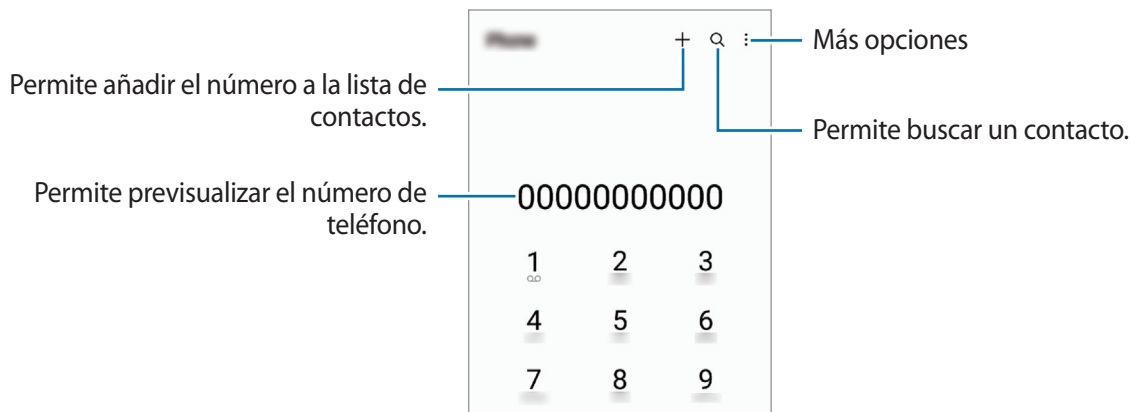 Más opciones
Permite añadir el número a la lista de
contactos.
Permite buscar un contacto.
Permite previsualizar el número de
teléfono.
00000000000
1 2 3
4 5 6
7 8 9